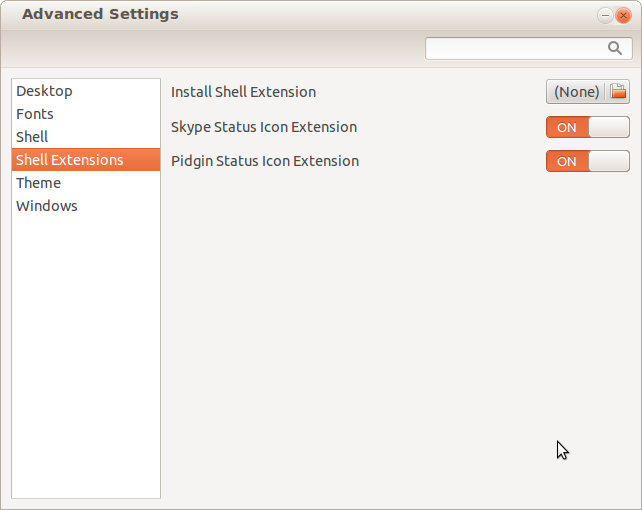 Advanced Settings
Desktop
Fonts
Shell
Shell Extensions
Theme
Windows
Install Shell Extension
(None)
Skype Status Icon Extension
ON
Pidgin Status Icon Extension
ON